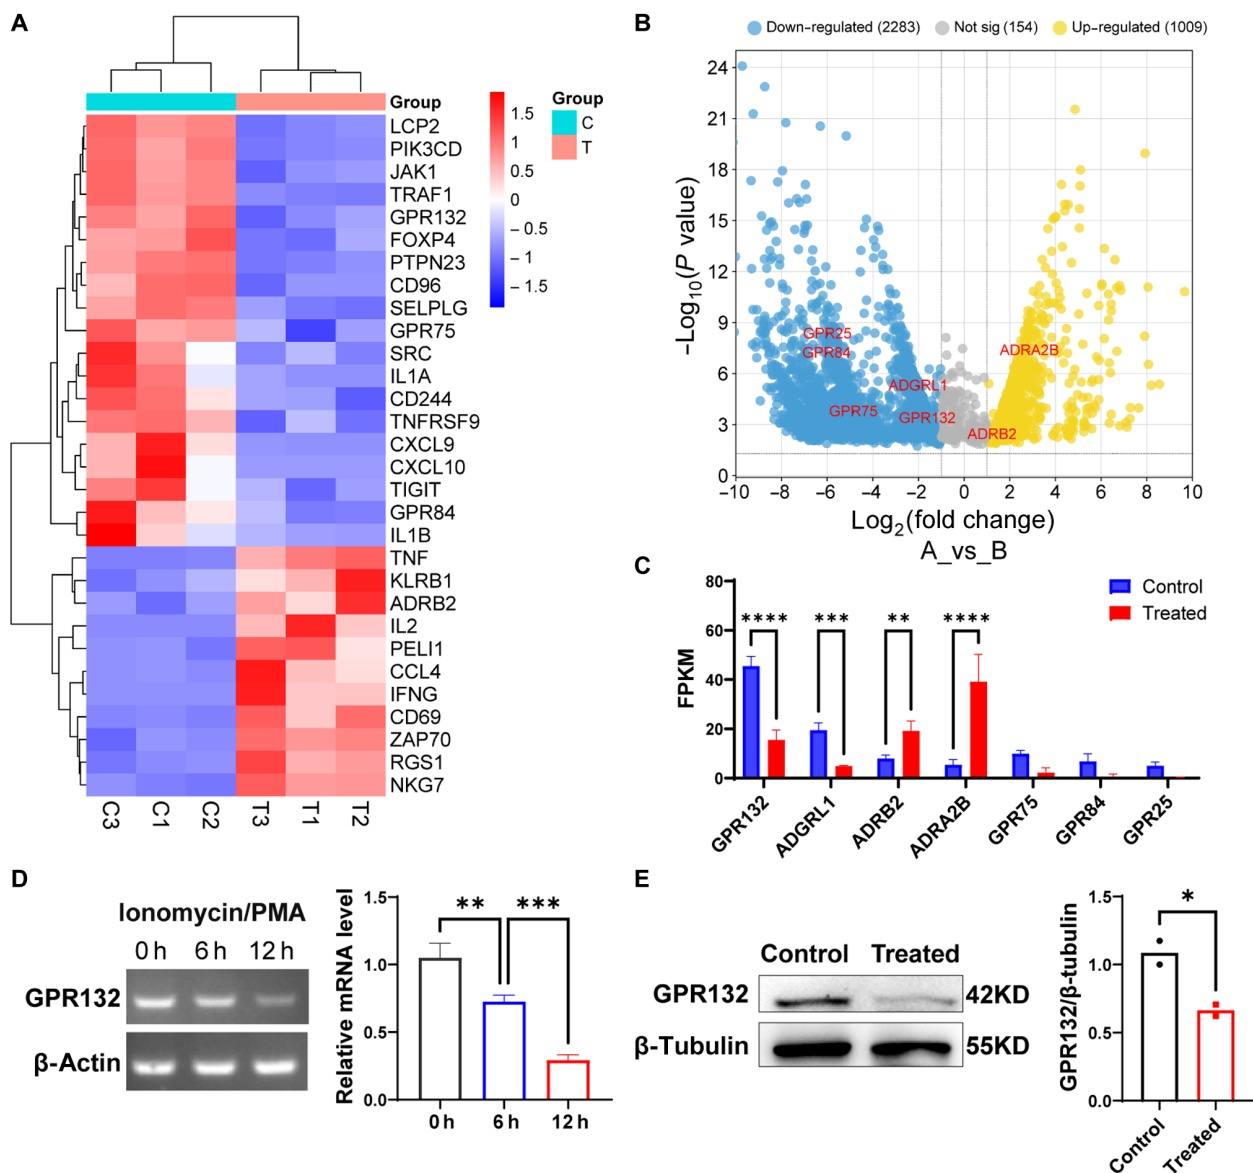 A
Group
Group
C
T
1.5
1
0.5
0
− 0.5
− 1
− 1.5
LCP2
PIK3CD
JAK1
TRAF1
GPR132
FOXP4
PTPN23
CD96
SELPLG
GPR75
SRC
IL1A
CD244
TNFRSF9
CXCL9
CXCL10
TIGIT
GPR84
IL1B
TNF
KLRB1
ADRB2
IL2
PELI1
CCL4
IFNG
CD69
ZAP70
RGS1
NKG7
C3 C1 C2 T3 T1 T2
B
Down−regulated (2283) Not sig (154) Up−regulated (1009)
−Log10(P value)
24
21
18
15
12
9
6
3
0
GPR25
GPR84
ADRA2B
ADGRL1
GPR75
GPR132
ADRB2
−10 −8 −6 −4 −2 0 2 4 6 8 10
Log2(fold change)
A_vs_B
C
Control
Treated
FPKM
80
60
40
20
0
**** *** ** ****
GPR132 ADGRL1 ADRB2 ADRA2B GPR75 GPR84 GPR25
D
Ionomycin/PMA
0 h 6 h 12 h
GPR132
β-Actin
Relative mRNA level
1.5
1.0
0.5
0.0
** ***
0 h 6 h 12 h
E
Control Treated
GPR132 42KD
β-Tubulin 55KD
GPR132/β-tubulin
1.5
1.0
0.5
0.0
*
Control Treated